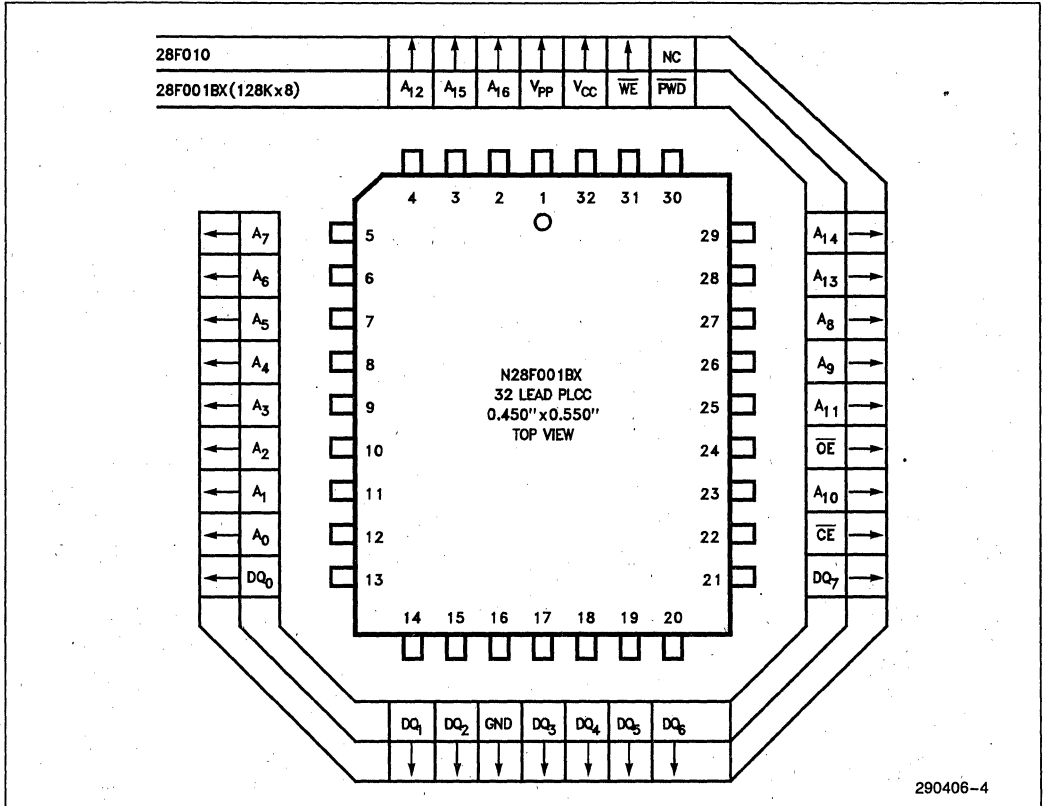 28F010 NC
28F001BX(128Kx8) A12 A15 A16 VPP VCC WE PWD
4 3 2 1 32 31 30
A7 5 29 A14
A6 6 28 A13
A5 7 27 A8
A4 8 26 A9
A3 9 25 A11
A2 10 24 OE
A1 11 23 A10
A0 12 22 CE
DQ0 13 21 DQ7
N28F001BX
32 LEAD PLCC
0.450"x0.550"
TOP VIEW
14 15 16 17 18 19 20
DQ1 DQ2 GND DQ3 DQ4 DQ5 DQ6
290406-4